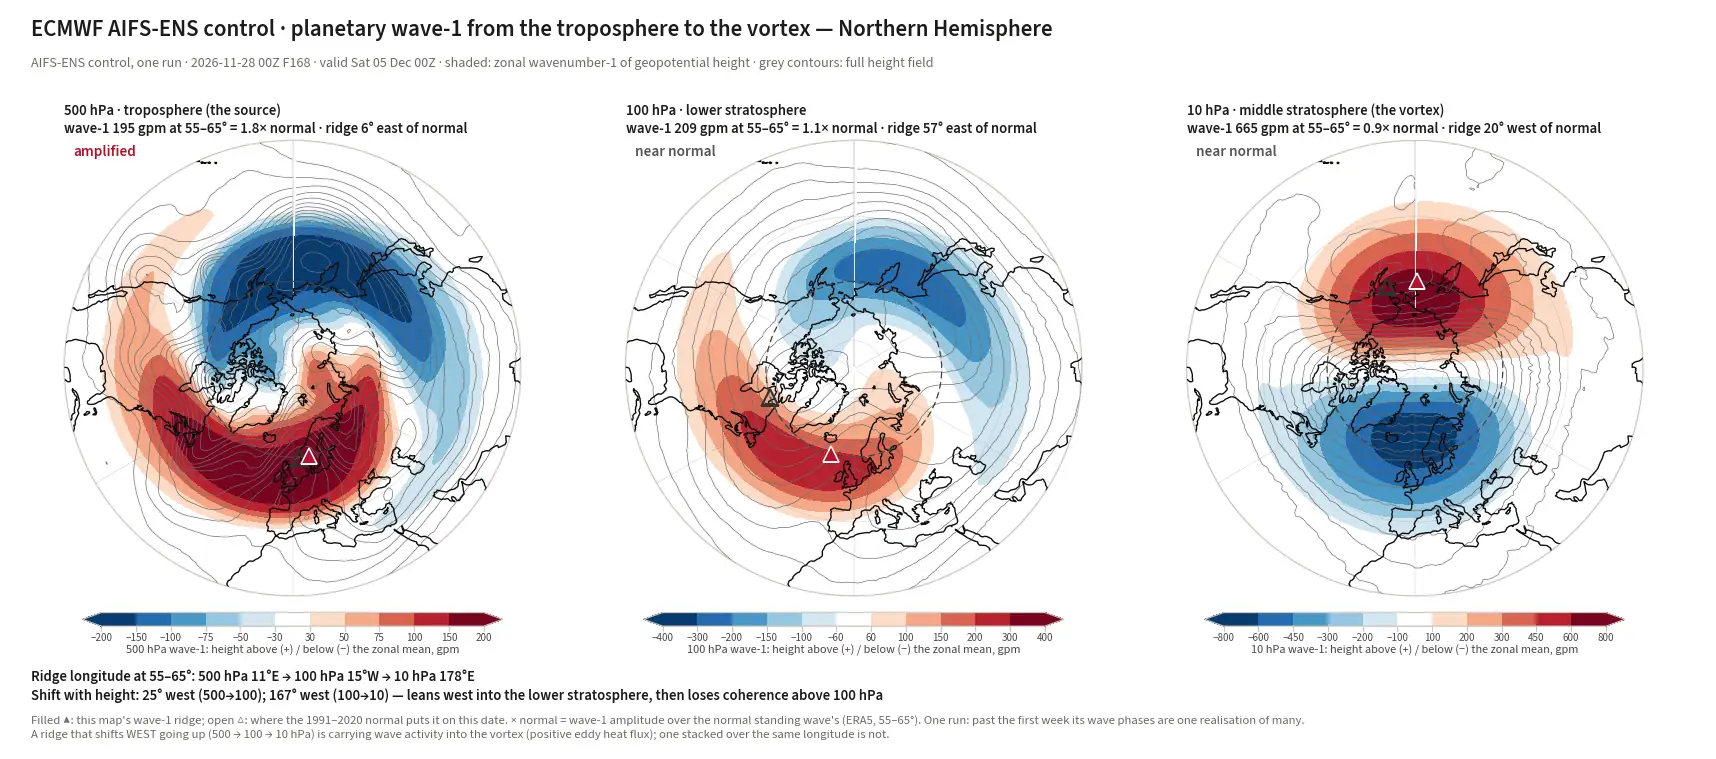 ECMWF AIFS-ENS control · planetary wave-1 from the troposphere to the vortex — Northern Hemisphere
AIFS-ENS control, one run · 2026-11-28 00Z F168 · valid Sat 05 Dec 00Z · shaded: zonal wavenumber-1 of geopotential height · grey contours: full height field
500 hPa · troposphere (the source)
wave-1 195 gpm at 55–65° = 1.8× normal · ridge 6° east of normal
amplified
100 hPa · lower stratosphere
wave-1 209 gpm at 55–65° = 1.1× normal · ridge 57° east of normal
near normal
10 hPa · middle stratosphere (the vortex)
wave-1 665 gpm at 55–65° = 0.9× normal · ridge 20° west of normal
near normal
−200 −150 −100 −75 −50 −30 30 50 75 100 150 200
500 hPa wave-1: height above (+) / below (−) the zonal mean, gpm
−400 −300 −200 −150 −100 −60 60 100 150 200 300 400
100 hPa wave-1: height above (+) / below (−) the zonal mean, gpm
−800 −600 −450 −300 −200 −100 100 200 300 450 600 800
10 hPa wave-1: height above (+) / below (−) the zonal mean, gpm
Ridge longitude at 55–65°: 500 hPa 11°E → 100 hPa 15°W → 10 hPa 178°E
Shift with height: 25° west (500→100); 167° west (100→10) — leans west into the lower stratosphere, then loses coherence above 100 hPa
Filled ▲: this map's wave-1 ridge; open △: where the 1991–2020 normal puts it on this date. × normal = wave-1 amplitude over the normal standing wave's (ERA5, 55–65°). One run: past the first week its wave phases are one realisation of many.
A ridge that shifts WEST going up (500 → 100 → 10 hPa) is carrying wave activity into the vortex (positive eddy heat flux); one stacked over the same longitude is not.